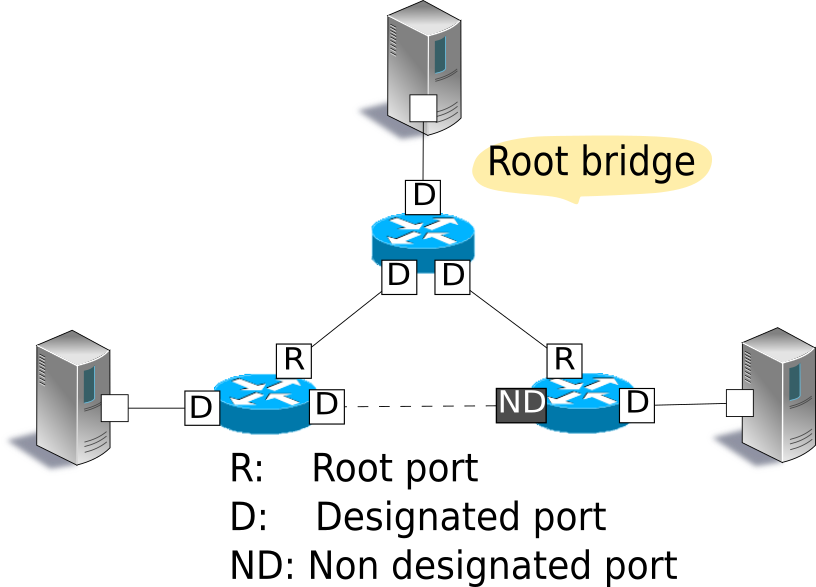 Root bridge
D
D D
R R
D D ND D
R: Root port
D: Designated port
ND: Non designated port